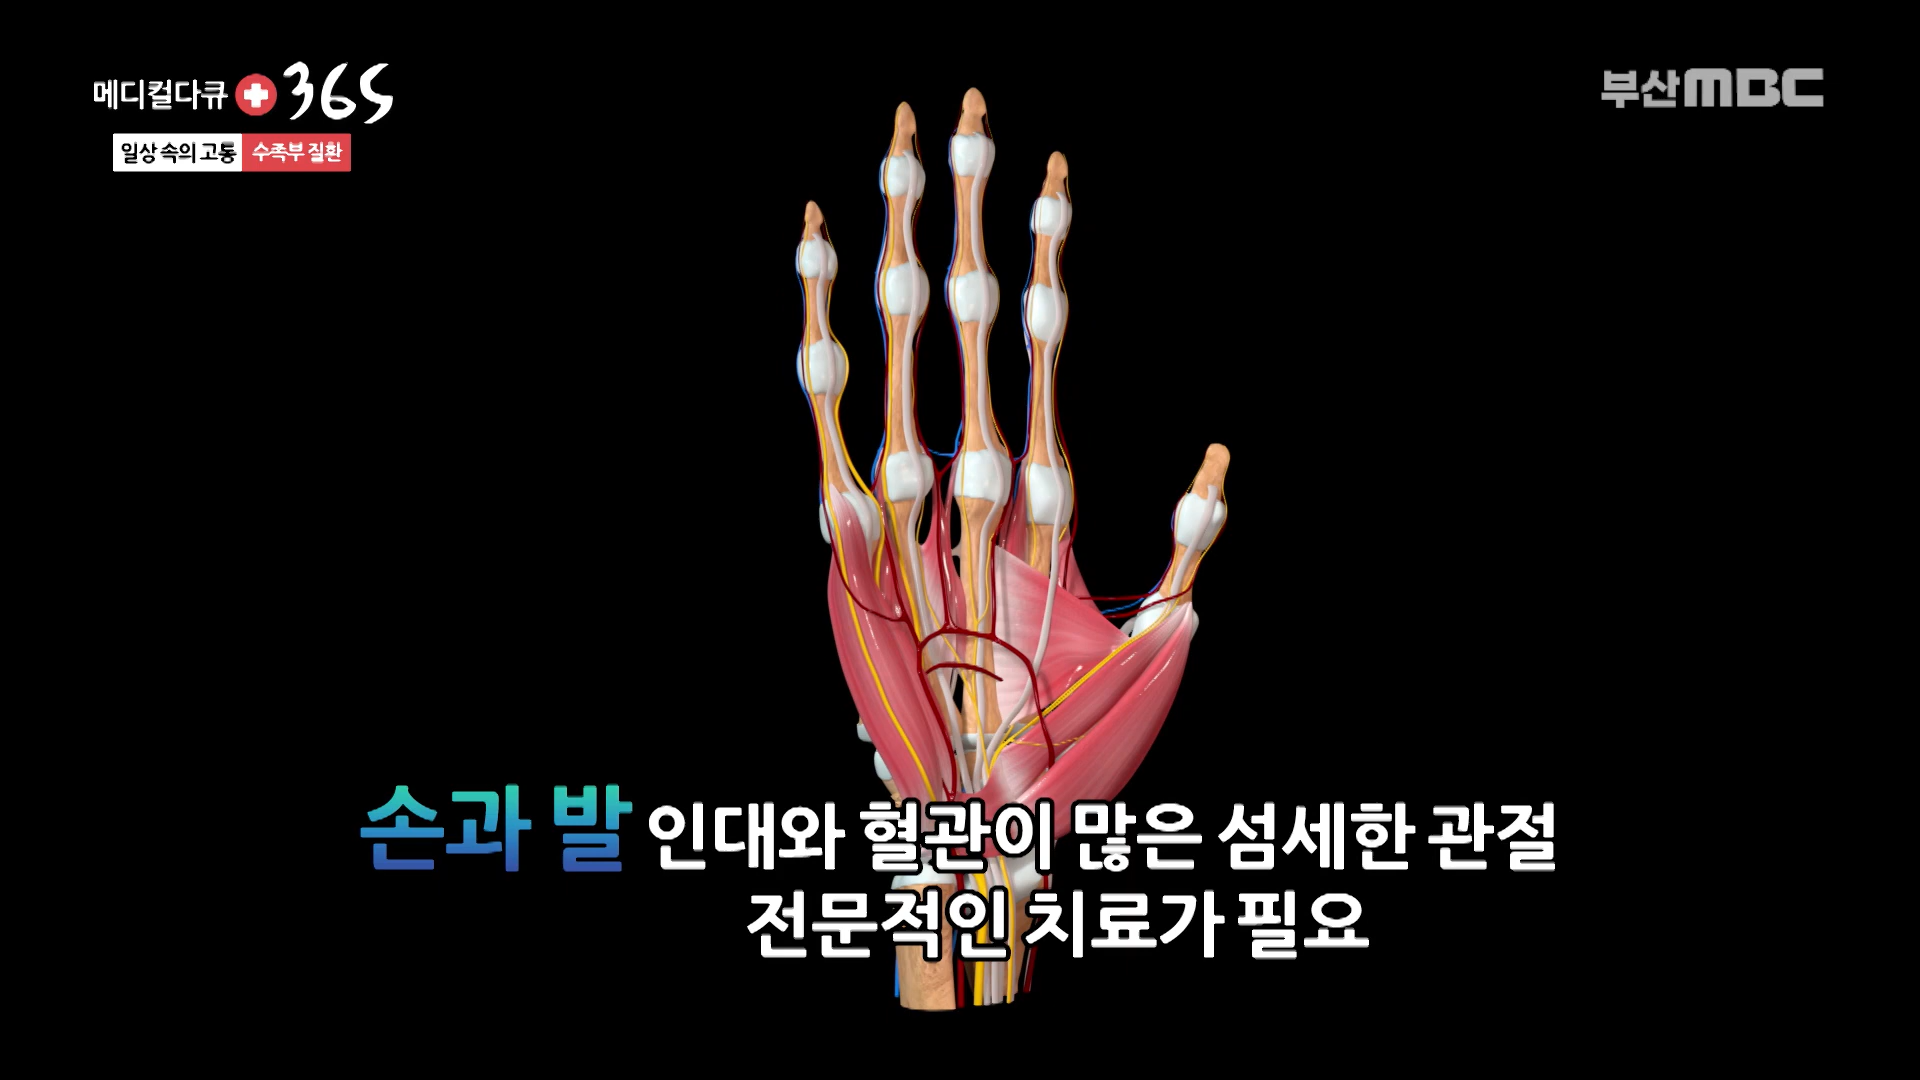 메디컬다큐 365
부산MBC
일상 속의 고통 수족부 질환
손과 발 인대와 혈관이 많은 섬세한 관절
전문적인 치료가 필요